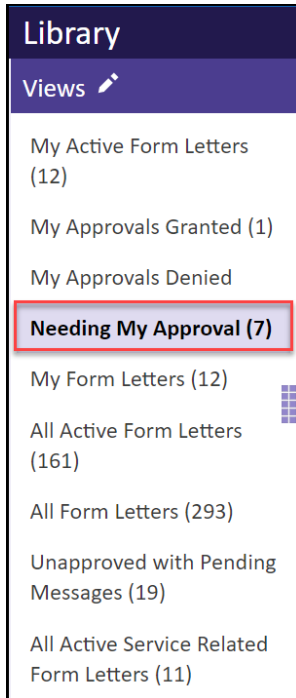 Library
Views
My Active Form Letters
(12)
My Approvals Granted (1)
My Approvals Denied
Needing My Approval (7)
My Form Letters (12)
All Active Form Letters
(161)
All Form Letters (293)
Unapproved with Pending
Messages (19)
All Active Service Related
Form Letters (11)